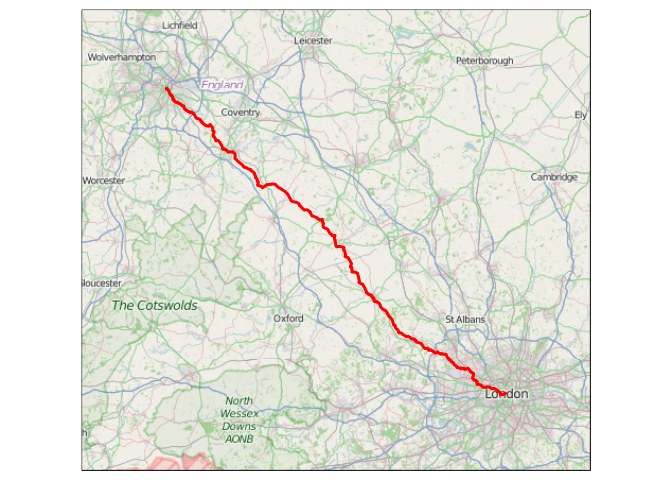 Lichfield
Leicester
Wolverhampton
Peterborough
England
Coventry
Ely
Cambridge
Worcester
loucester
The Cotswolds
Oxford
St Albans
London
North
Wessex
Downs
AONB
h